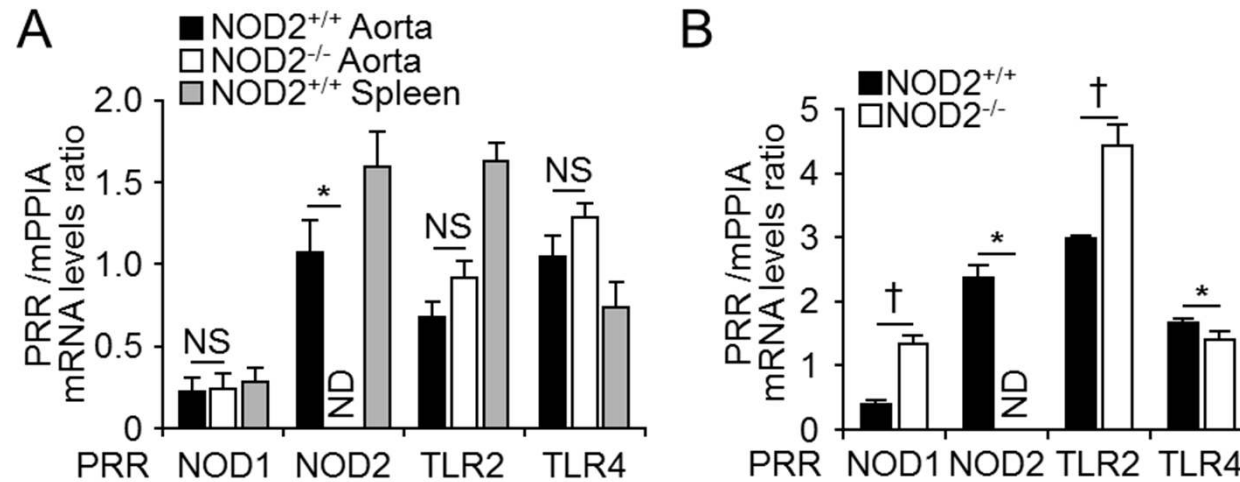 A
NOD2+/+ Aorta
NOD2-/- Aorta
NOD2+/+ Spleen
PRR /mPPIA
mRNA levels ratio
2.0
1.5
1.0
0.5
0
NS
*
ND
NS
NS
PRR NOD1 NOD2 TLR2 TLR4
B
NOD2+/+
NOD2-/-
PRR /mPPIA
mRNA levels ratio
5
4
3
2
1
0
†
*
ND
†
*
PRR NOD1 NOD2 TLR2 TLR4